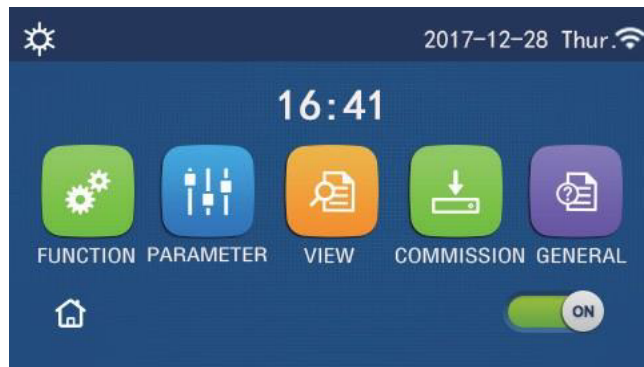 2017-12-28 Thur.
16:41
FUNCTION PARAMETER VIEW COMMISSION GENERAL
ON